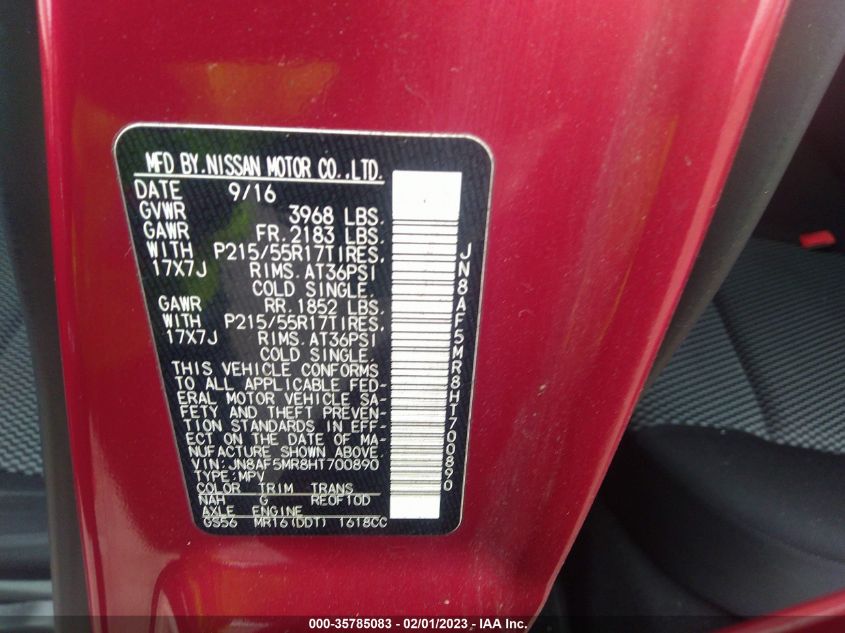 MFD BY.NISSAN MOTOR CO.,LTD.
DATE 9/16
GVWR 3968 LBS.
GAWR FR.2183 LBS.
WITH P215/55R17TIRES,
17X7J RIMS.AT36PSI
COLD SINGLE.
GAWR RR.1852 LBS.
WITH P215/55R17TIRES,
17X7J RIMS.AT36PSI
COLD SINGLE.
THIS VEHICLE CONFORMS
TO ALL APPLICABLE FED-
ERAL MOTOR VEHICLE SA-
FETY AND THEFT PREVEN-
TION STANDARDS IN EFF-
ECT ON THE DATE OF MA-
NUFACTURE SHOWN ABOVE.
VIN:JN8AF5MR8HT700890
TYPE:MPV
COLOR TRIM TRANS
NAH G RE0F10D
AXLE ENGINE
GS56 MR16(DDT) 1618CC
JN8AF5MR8HT700890
000-35785083 - 02/01/2023 - IAA Inc.